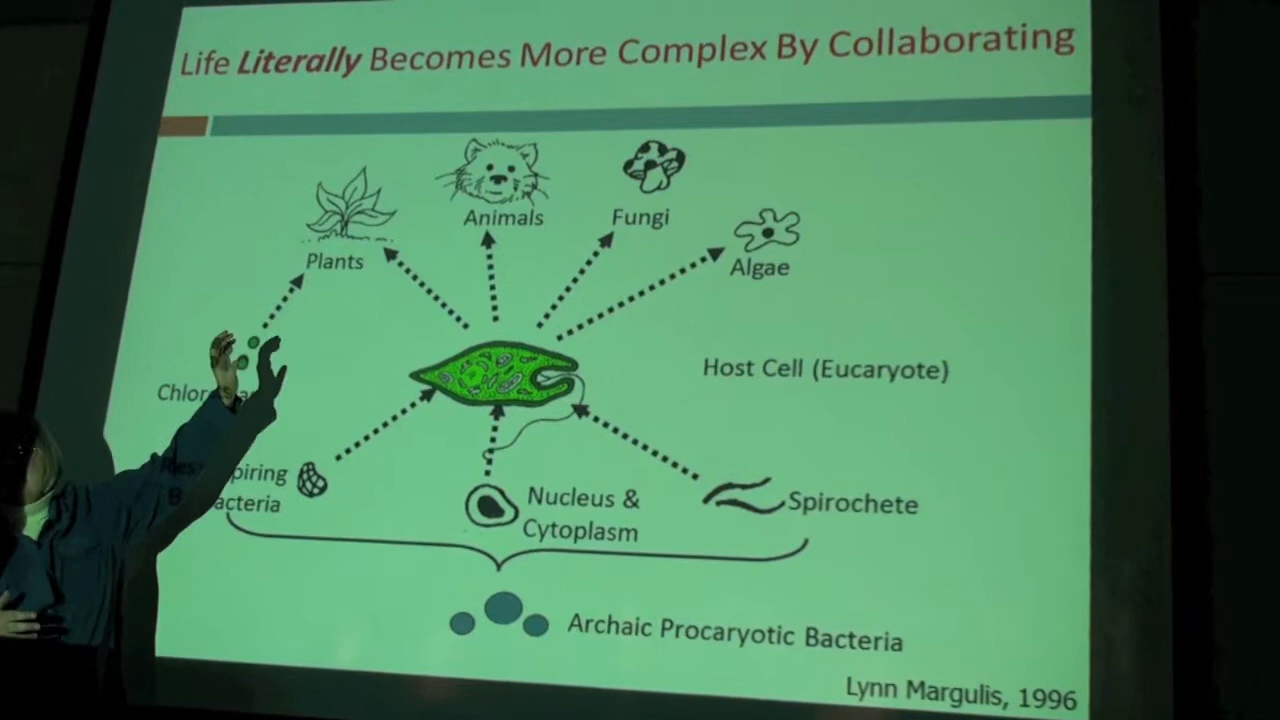 Life Literally Becomes More Complex By Collaborating
Animals
Fungi
Plants
Algae
Host Cell (Eucaryote)
Nucleus &
Cytoplasm
Spirochete
Archaic Procaryotic Bacteria
Lynn Margulis, 1996